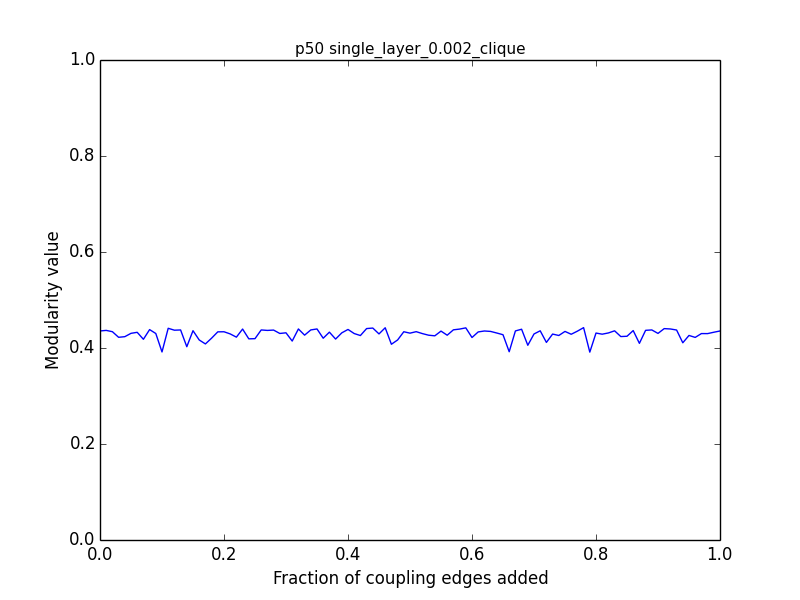 p50 single_layer_0.002_clique
1.0
0.8
0.6
0.4
0.2
0.0
Modularity value
0.0 0.2 0.4 0.6 0.8 1.0
Fraction of coupling edges added